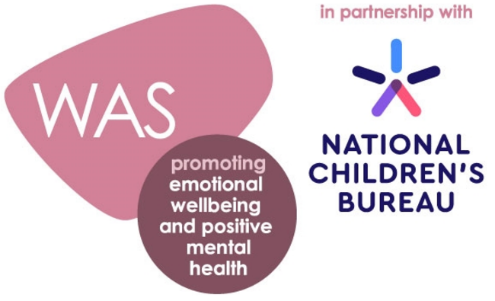 WAS
promoting
emotional
wellbeing
and positive
mental
health
in partnership with
NATIONAL
CHILDREN'S
BUREAU